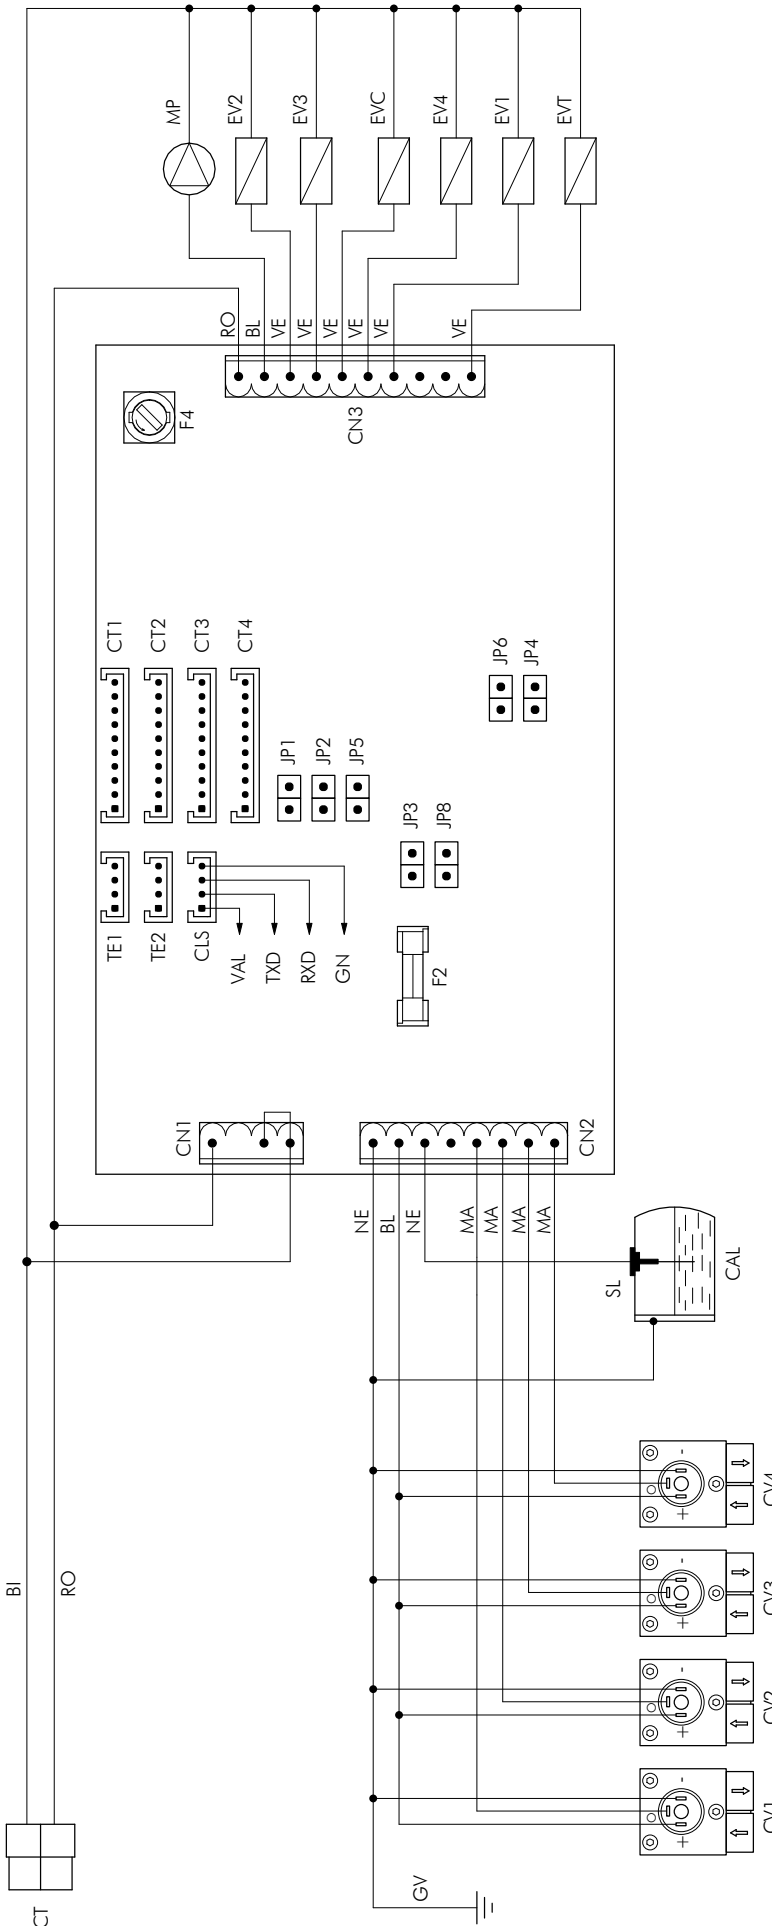 MP
EV2
EV3
EVC
EV4
EV1
EVT
RO
BL
VE
VE
VE
VE
VE
VE
CN3
F4
CT1
CT2
CT3
CT4
JP1
JP2
JP5
JP6
JP4
JP3
JP8
TE1
TE2
CLS
VAL
TXD
RXD
GN
F2
CN1
CN2
NE
BL
NE
MA
MA
MA
MA
SL
CAL
BI
RO
- +
CV4
- +
CV3
- +
CV2
- +
CV1
GV
CT